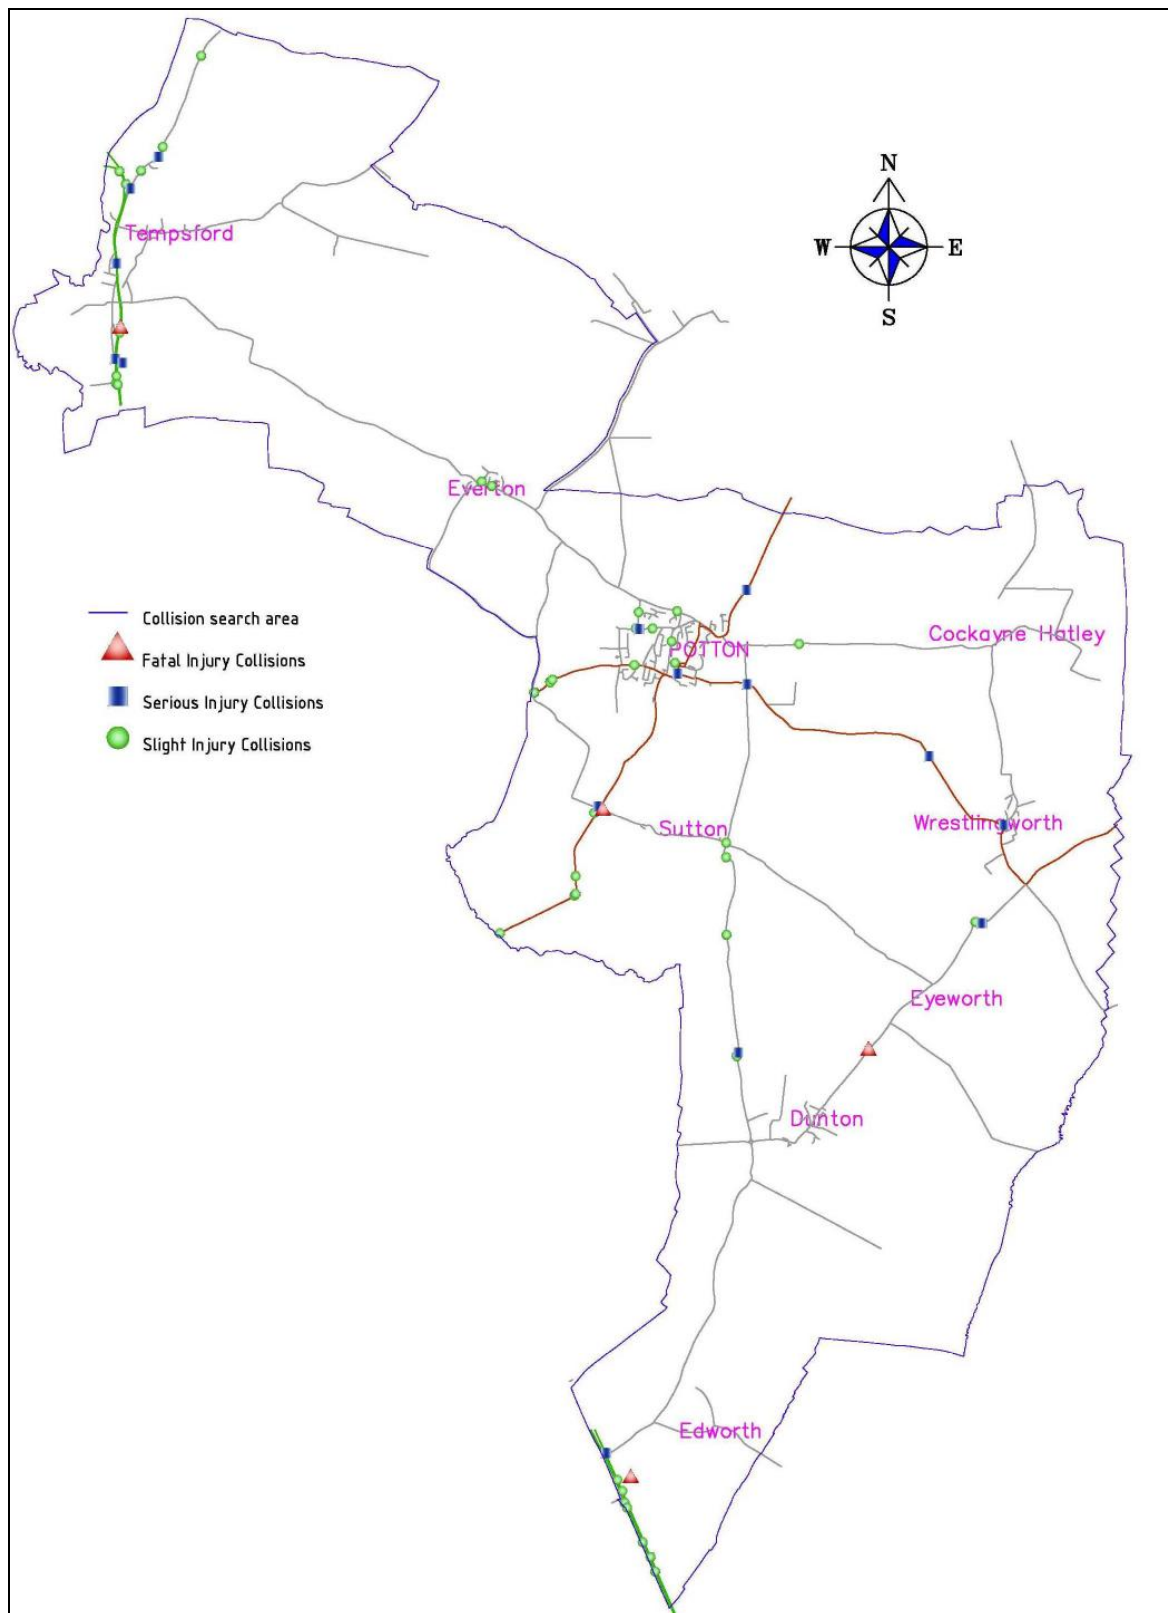 N
W E
S
Tempsford
Everton
Collision search area
Fatal Injury Collisions
Serious Injury Collisions
Slight Injury Collisions
POTTON
Cockayne Hatley
Sutton
Wrestlingworth
Eyeworth
Dunton
Edworth